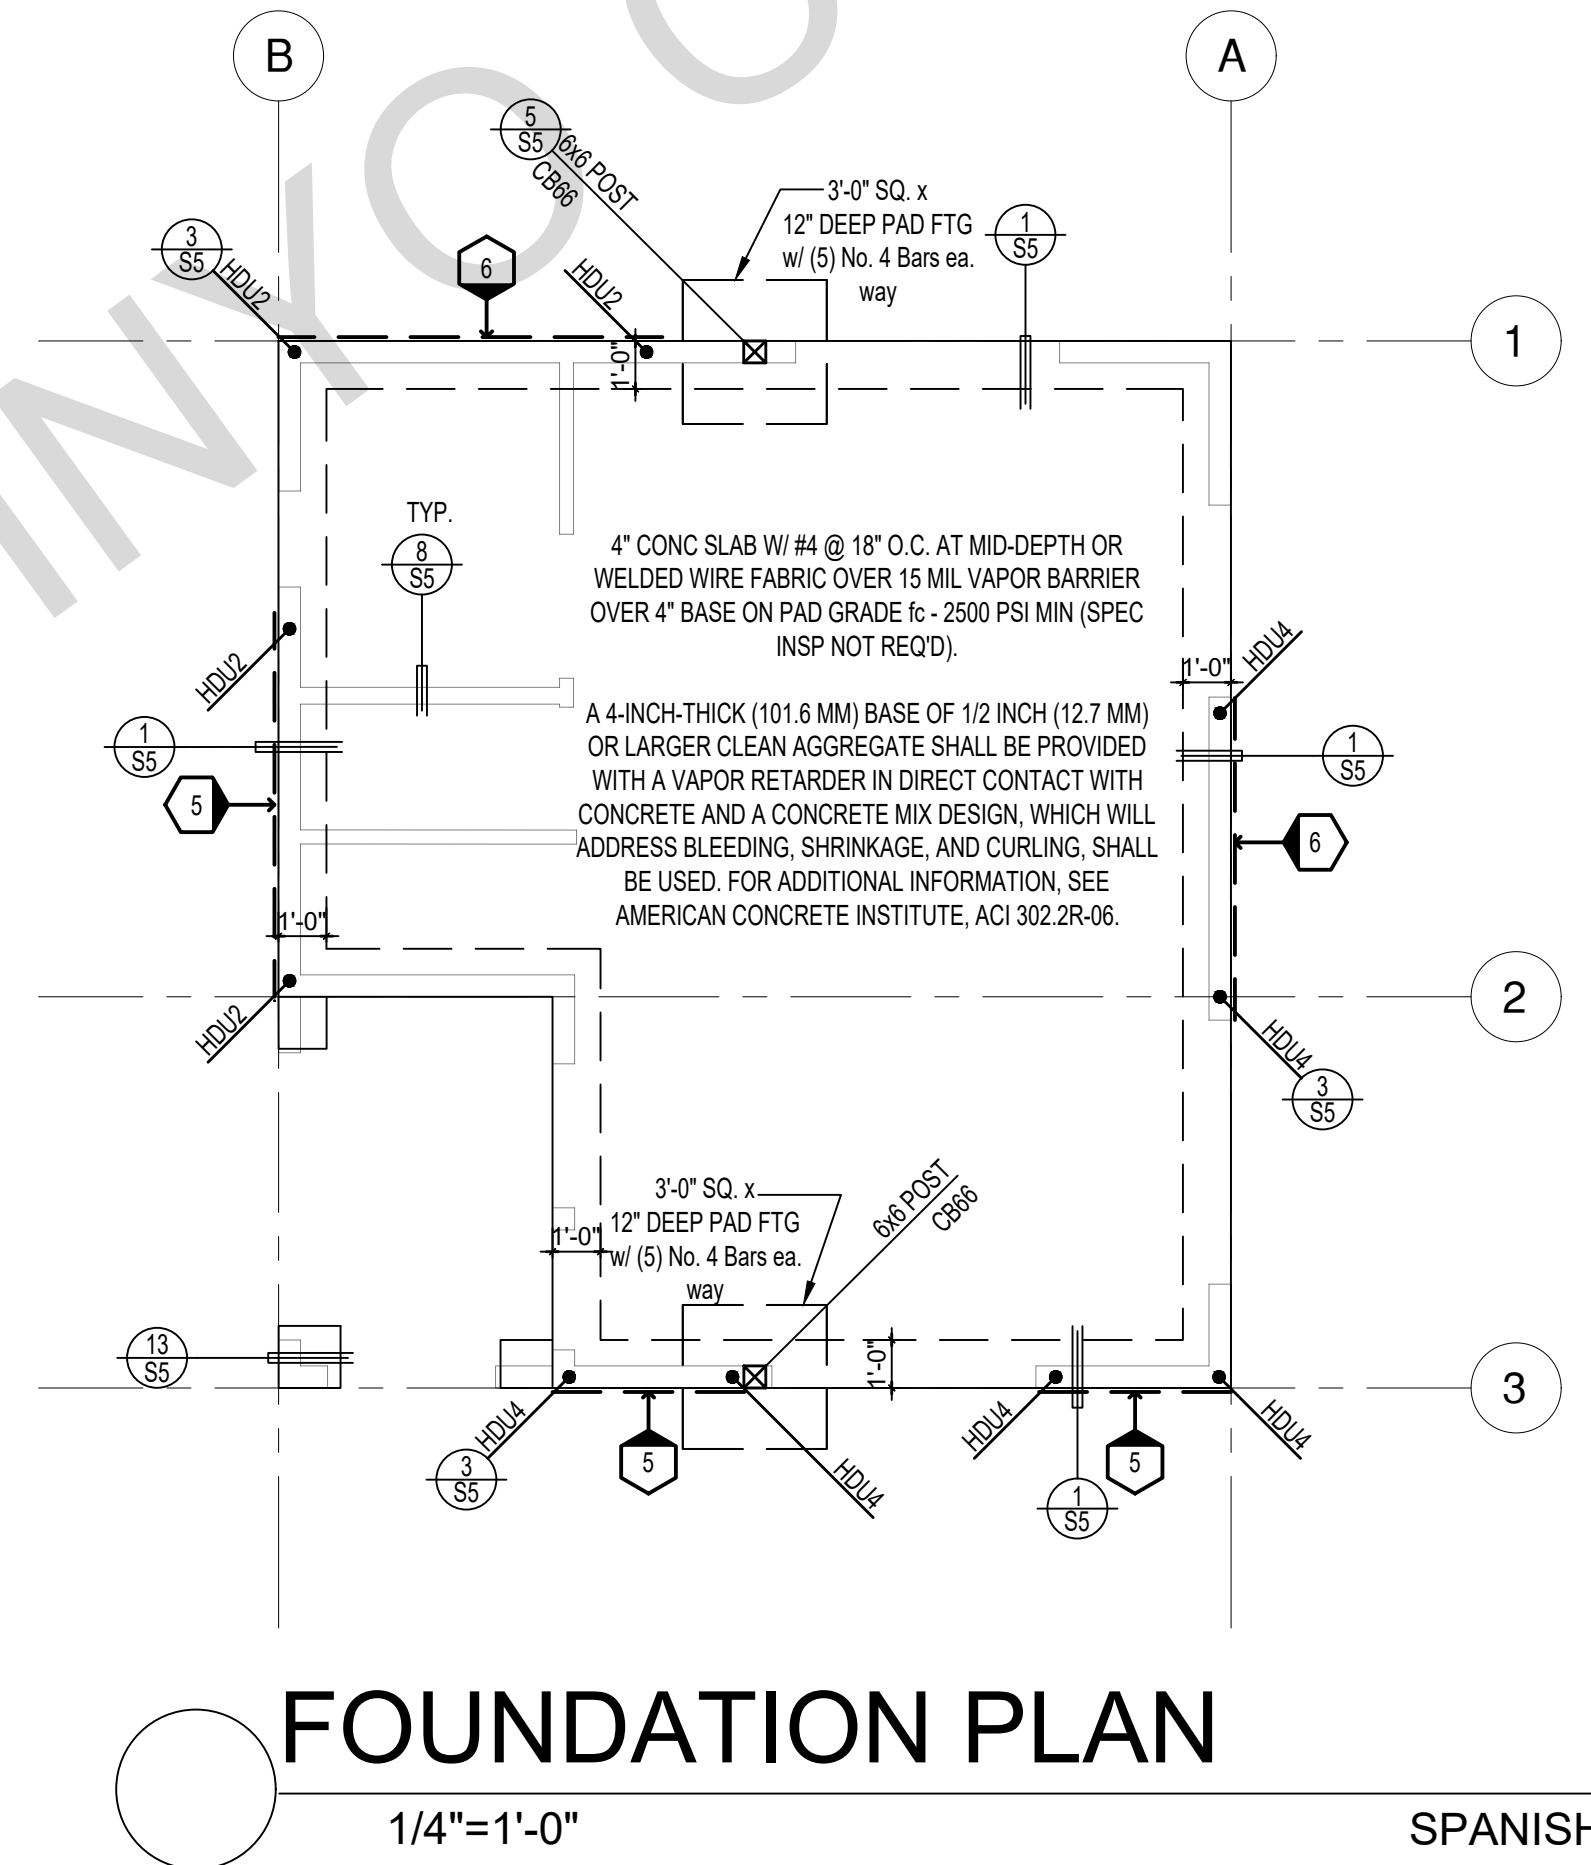 B
A
5
S5
6x6 POST
CB66
3'-0" SQ. x
12" DEEP PAD FTG
w/ (5) No. 4 Bars ea.
way
1
S5
3
S5
HDU2
6
HDU2
1'-0"
1
TYP.
8
S5
4" CONC SLAB W/ #4 @ 18" O.C. AT MID-DEPTH OR
WELDED WIRE FABRIC OVER 15 MIL VAPOR BARRIER
OVER 4" BASE ON PAD GRADE fc - 2500 PSI MIN (SPEC
INSP NOT REQ'D).
HDU2
HDU4
1'-0"
A 4-INCH-THICK (101.6 MM) BASE OF 1/2 INCH (12.7 MM)
OR LARGER CLEAN AGGREGATE SHALL BE PROVIDED
WITH A VAPOR RETARDER IN DIRECT CONTACT WITH
CONCRETE AND A CONCRETE MIX DESIGN, WHICH WILL
ADDRESS BLEEDING, SHRINKAGE, AND CURLING, SHALL
BE USED. FOR ADDITIONAL INFORMATION, SEE
AMERICAN CONCRETE INSTITUTE, ACI 302.2R-06.
1
S5
5
1
S5
6
1'-0"
2
HDU2
HDU4
3
S5
3'-0" SQ. x
12" DEEP PAD FTG
w/ (5) No. 4 Bars ea.
way
6x6 POST
CB66
1'-0"
1'-0"
13
S5
3
HDU4
3
S5
5
HDU4
HDU4
1
S5
5
HDU4
FOUNDATION PLAN
1/4"=1'-0"
SPANISH
INYO